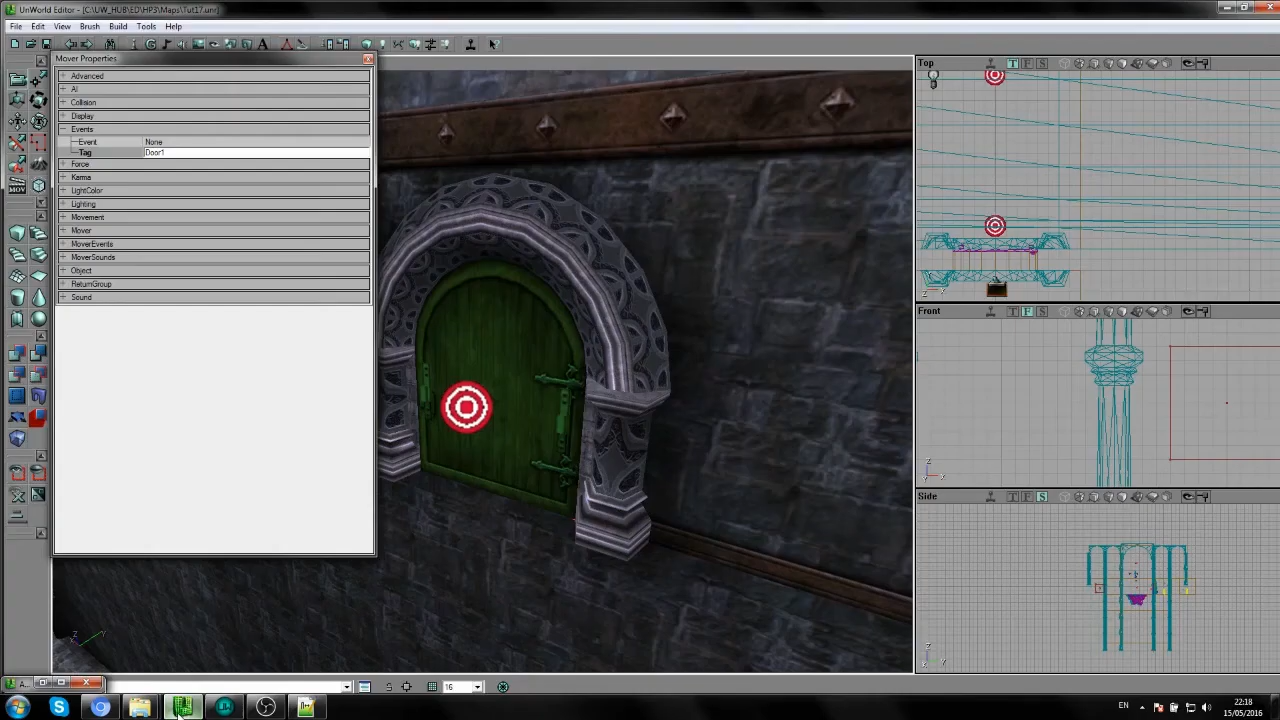 UnWorld Editor - [C:\UW_HUB\ED\HP3\Maps\Tut17.unr]
File Edit View Brush Build Tools Help
Mover Properties
Advanced
AI
Collision
Display
Events
Event None
Tag Door1
Force
Karma
LightColor
Lighting
Movement
Mover
MoverEvents
MoverSounds
Object
ReturnGroup
Sound
MOV
Top
T F S
Front
T F S
Side
T F S
16
EN
22:18
15/05/2016